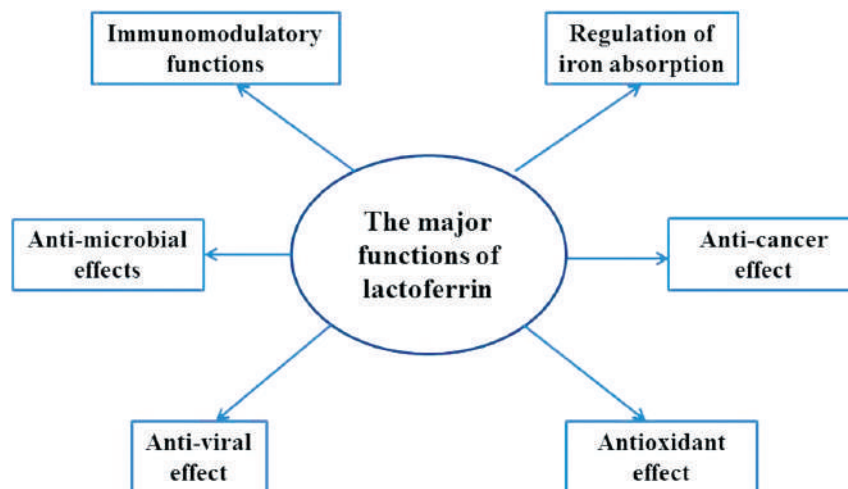 Immunomodulatory
functions
Regulation of
iron absorption
The major
functions of
lactoferrin
Anti-microbial
effects
Anti-cancer
effect
Anti-viral
effect
Antioxidant
effect